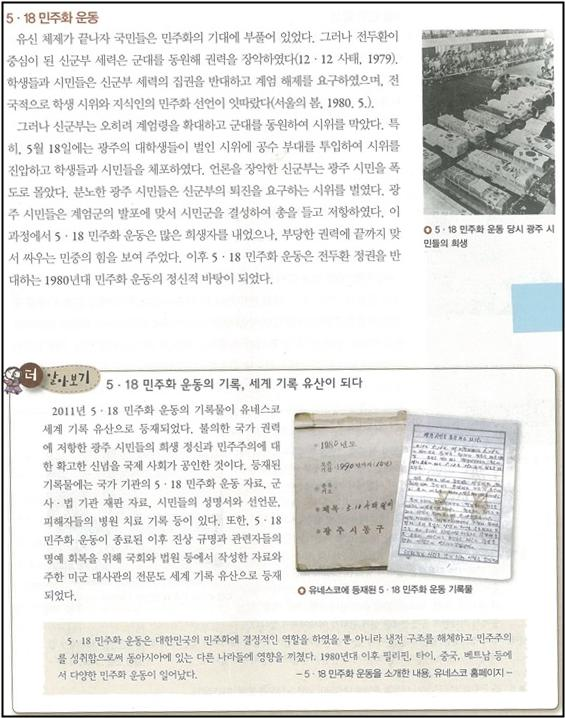 5·18 민주화 운동
유신 체제가 끝나자 국민들은 민주화의 기대에 부풀어 있었다. 그러나 전두환이
중심이 된 신군부 세력은 군대를 동원해 권력을 장악하였다(12·12 사태, 1979).
학생들과 시민들은 신군부 세력의 집권을 반대하고 계엄 해제를 요구하였으며, 전
국적으로 학생 시위와 지식인의 민주화 선언이 잇따랐다(서울의 봄, 1980. 5.).
그러나 신군부는 오히려 계엄령을 확대하고 군대를 동원하여 시위를 막았다. 특
히, 5월 18일에는 광주의 대학생들이 벌인 시위에 공수 부대를 투입하여 시위를
진압하고 학생들과 시민들을 체포하였다. 언론을 장악한 신군부는 광주 시민을 폭
도로 몰았다. 분노한 광주 시민들은 신군부의 퇴진을 요구하는 시위를 벌였다. 광
주 시민들은 계엄군의 발포에 맞서 시민군을 결성하여 총을 들고 저항하였다. 이
과정에서 5·18 민주화 운동은 많은 희생자를 내었으나, 부당한 권력에 끝까지 맞
서 싸우는 민중의 힘을 보여 주었다. 이후 5·18 민주화 운동은 전두환 정권을 반
대하는 1980년대 민주화 운동의 정신적 바탕이 되었다.
5·18 민주화 운동 당시 광주 시
민들의 희생
더 알아보기
5·18 민주화 운동의 기록, 세계 기록 유산이 되다
2011년 5·18 민주화 운동의 기록물이 유네스코
세계 기록 유산으로 등재되었다. 불의한 국가 권력
에 저항한 광주 시민들의 희생 정신과 민주주의에 대
한 확고한 신념을 국제 사회가 공인한 것이다. 등재된
기록물에는 국가 기관의 5·18 민주화 운동 자료, 군
사·법 기관 재판 자료, 시민들의 성명서와 선언문,
피해자들의 병원 치료 기록 등이 있다. 또한, 5·18
민주화 운동이 종료된 이후 진상 규명과 관련자들의
명예 회복을 위해 국회와 법원 등에서 작성한 자료와
주한 미군 대사관의 전문도 세계 기록 유산으로 등재
되었다.
1980년도
광주시동구
유네스코에 등재된 5·18 민주화 운동 기록물
5·18 민주화 운동은 대한민국의 민주화에 결정적인 역할을 하였을 뿐 아니라 냉전 구조를 해체하고 민주주의
를 성취함으로써 동아시아에 있는 다른 나라들에 영향을 끼쳤다. 1980년대 이후 필리핀, 타이, 중국, 베트남 등에
서 다양한 민주화 운동이 일어났다.
-5·18 민주화 운동을 소개한 내용, 유네스코 홈페이지-